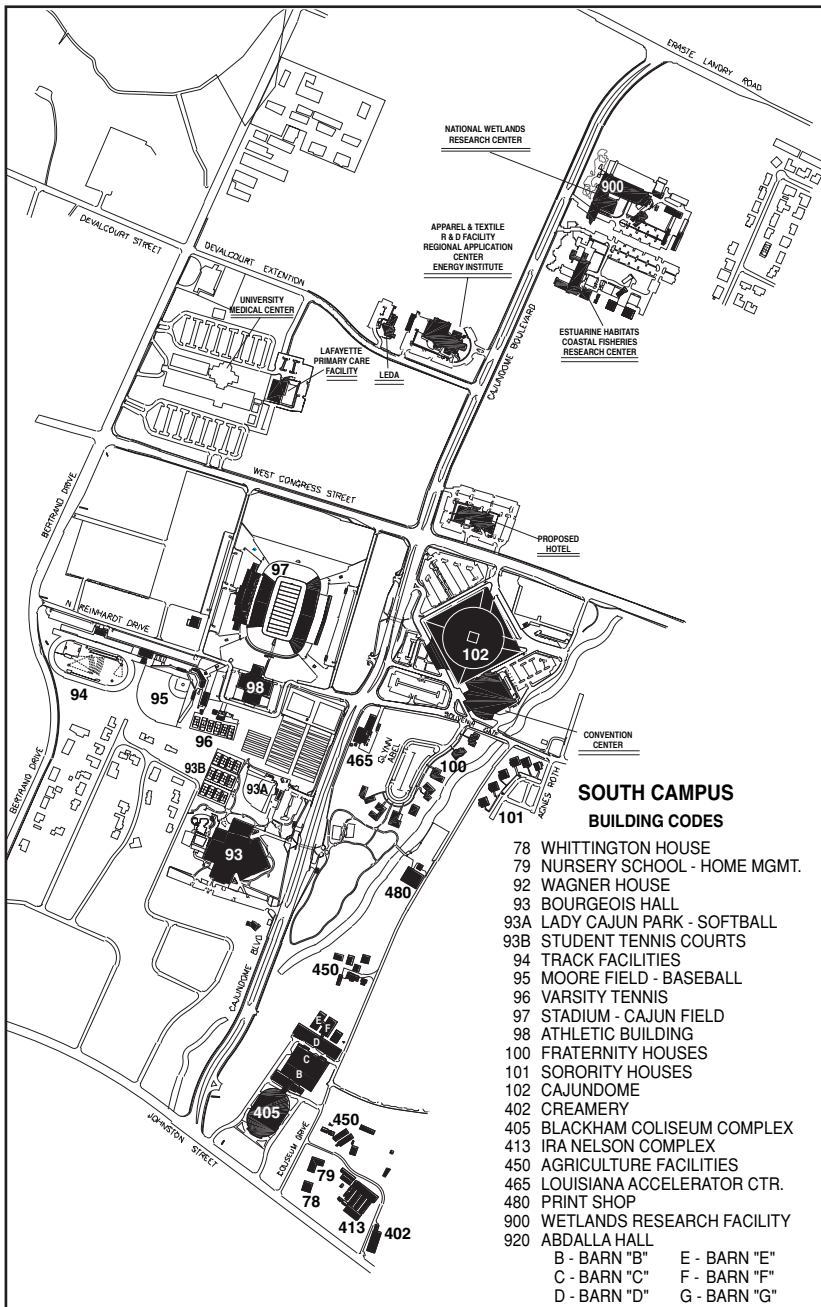 ERASTE LANDRY ROAD
NATIONAL WETLANDS
RESEARCH CENTER
900
DEVALCOURT STREET
DEVALCOURT EXTENTION
APPAREL & TEXTILE
R & D FACILITY
REGIONAL APPLICATION
CENTER
ENERGY INSTITUTE
UNIVERSITY
MEDICAL CENTER
CAJUNDOME BOULEVARD
ESTUARINE HABITATS
COASTAL FISHERIES
RESEARCH CENTER
LAFAYETTE
PRIMARY CARE
FACILITY
LEDA
WEST CONGRESS STREET
BERTRAND DRIVE
PROPOSED
HOTEL
97
N REINHARDT DRIVE
102
94
95
98
96
CONVENTION
CENTER
465
GLYNN ABEL
100
93B
93A
AGNES ROTH
101
BERTRAND DRIVE
93
480
CAJUNDOME BLVD
450
E
F
D
C
B
405
JOHNSTON STREET
COLISEUM DRIVE
450
79
78
413
402
SOUTH CAMPUS
BUILDING CODES
78 WHITTINGTON HOUSE
79 NURSERY SCHOOL - HOME MGMT.
92 WAGNER HOUSE
93 BOURGEOIS HALL
93A LADY CAJUN PARK - SOFTBALL
93B STUDENT TENNIS COURTS
94 TRACK FACILITIES
95 MOORE FIELD - BASEBALL
96 VARSITY TENNIS
97 STADIUM - CAJUN FIELD
98 ATHLETIC BUILDING
100 FRATERNITY HOUSES
101 SORORITY HOUSES
102 CAJUNDOME
402 CREAMERY
405 BLACKHAM COLISEUM COMPLEX
413 IRA NELSON COMPLEX
450 AGRICULTURE FACILITIES
465 LOUISIANA ACCELERATOR CTR.
480 PRINT SHOP
900 WETLANDS RESEARCH FACILITY
920 ABDALLA HALL
B - BARN "B" E - BARN "E"
C - BARN "C" F - BARN "F"
D - BARN "D" G - BARN "G"